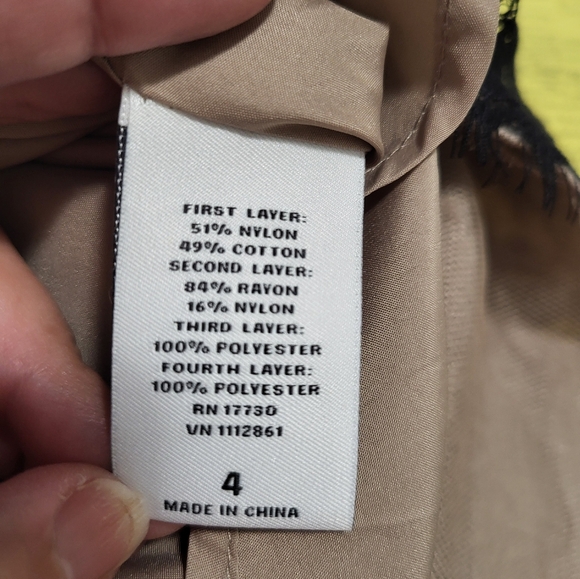 FIRST LAYER:
51% NYLON
49% COTTON
SECOND LAYER:
84% RAYON
16% NYLON
THIRD LAYER:
100% POLYESTER
FOURTH LAYER:
100% POLYESTER
RN 17730
VN 1112861
4
MADE IN CHINA